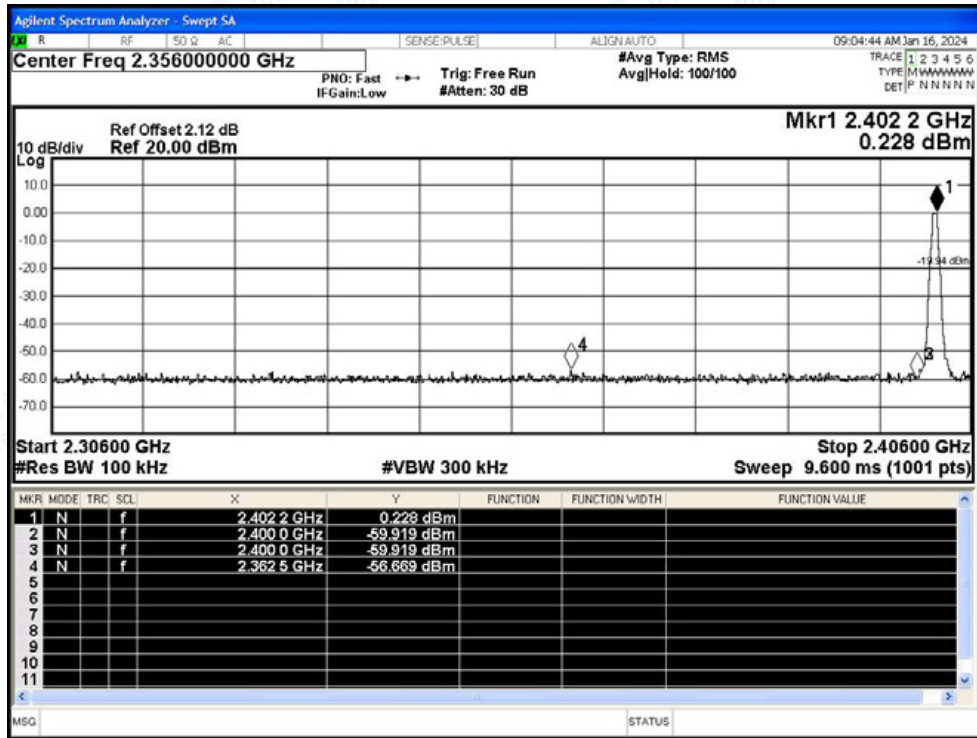 Agilent Spectrum Analyzer - Swept SA
R RF 50 Ω AC SENSE:PULSE ALIGN AUTO 09:04:44 AM Jan 16, 2024
Center Freq 2.356000000 GHz
PNO: Fast
IFGain:Low
Trig: Free Run
#Atten: 30 dB
#Avg Type: RMS
Avg|Hold: 100/100
TRACE 1 2 3 4 5 6
TYPE M
DET P N N N N N
Mkr1 2.402 2 GHz
0.228 dBm
Ref Offset 2.12 dB
10 dB/div Ref 20.00 dBm
Log
10.0
0.00
-10.0
-20.0
-30.0
-40.0
-50.0
-60.0
-70.0
1
-19.94 dBm
4
Start 2.30600 GHz Stop 2.40600 GHz
#Res BW 100 kHz #VBW 300 kHz Sweep 9.600 ms (1001 pts)
MKR MODE TRC SCL X Y FUNCTION FUNCTION WIDTH FUNCTION VALUE
1 N f 2.402 2 GHz 0.228 dBm
2 N f 2.400 0 GHz -59.919 dBm
3 N f 2.400 0 GHz -59.919 dBm
4 N f 2.362 5 GHz -56.669 dBm
5
6
7
8
9
10
11
MSG STATUS